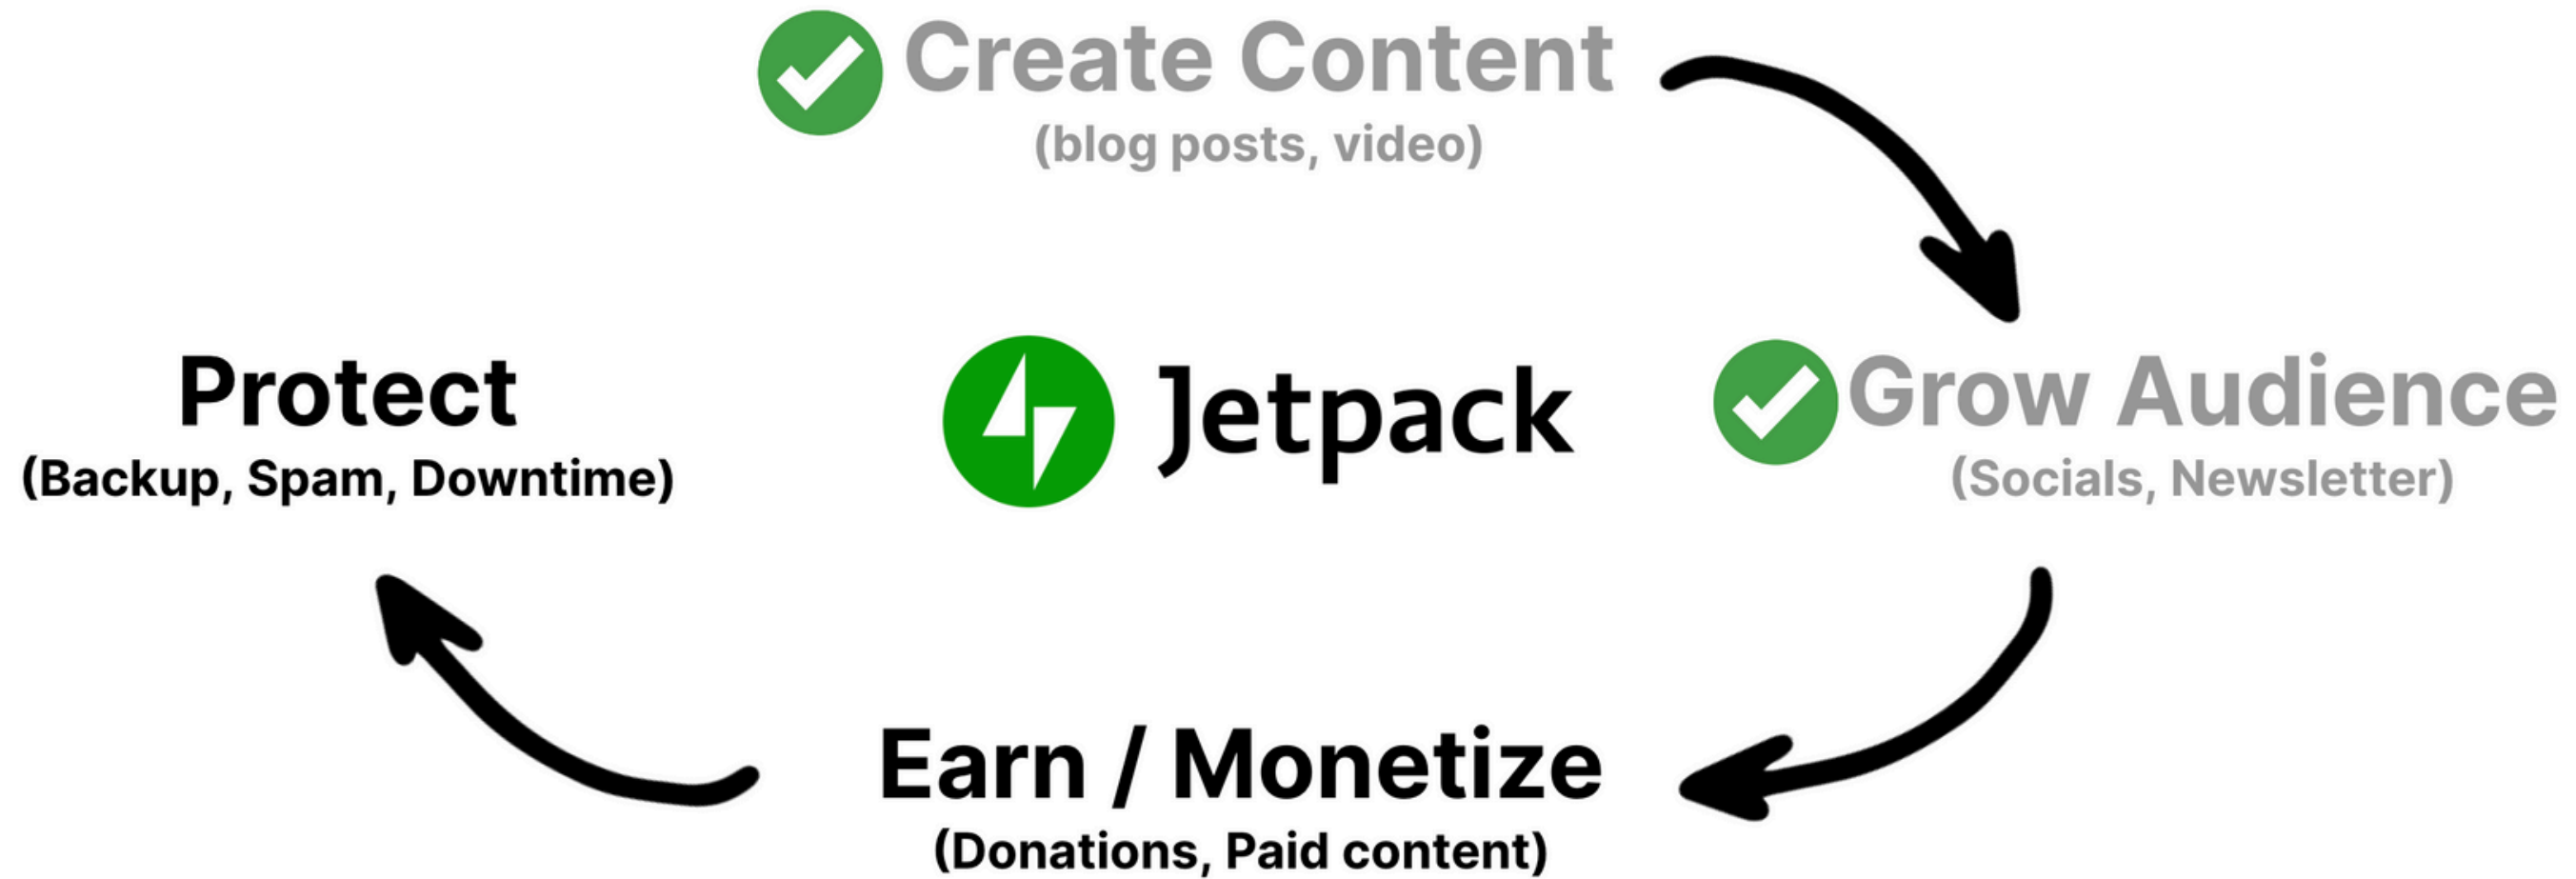 Create Content
(blog posts, video)
Protect
(Backup, Spam, Downtime)
Jetpack
Grow Audience
(Socials, Newsletter)
Earn / Monetize
(Donations, Paid content)